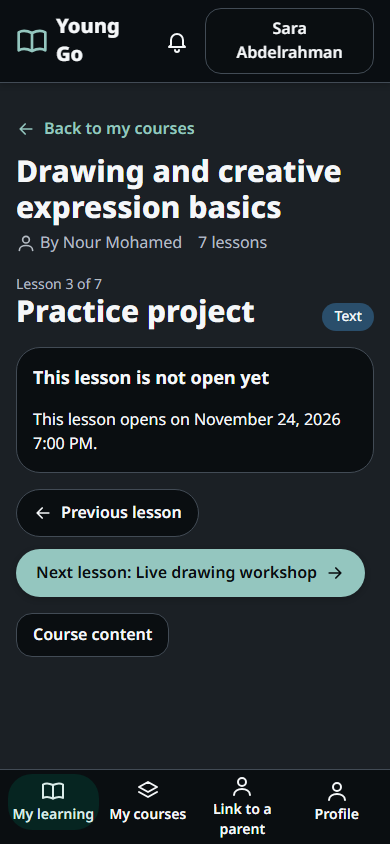 Young
Go
Sara
Abdelrahman
Back to my courses
Drawing and creative
expression basics
By Nour Mohamed 7 lessons
Lesson 3 of 7
Practice project
Text
This lesson is not open yet
This lesson opens on November 24, 2026
7:00 PM.
Previous lesson
Next lesson: Live drawing workshop
Course content
My learning
My courses
Link to a
parent
Profile